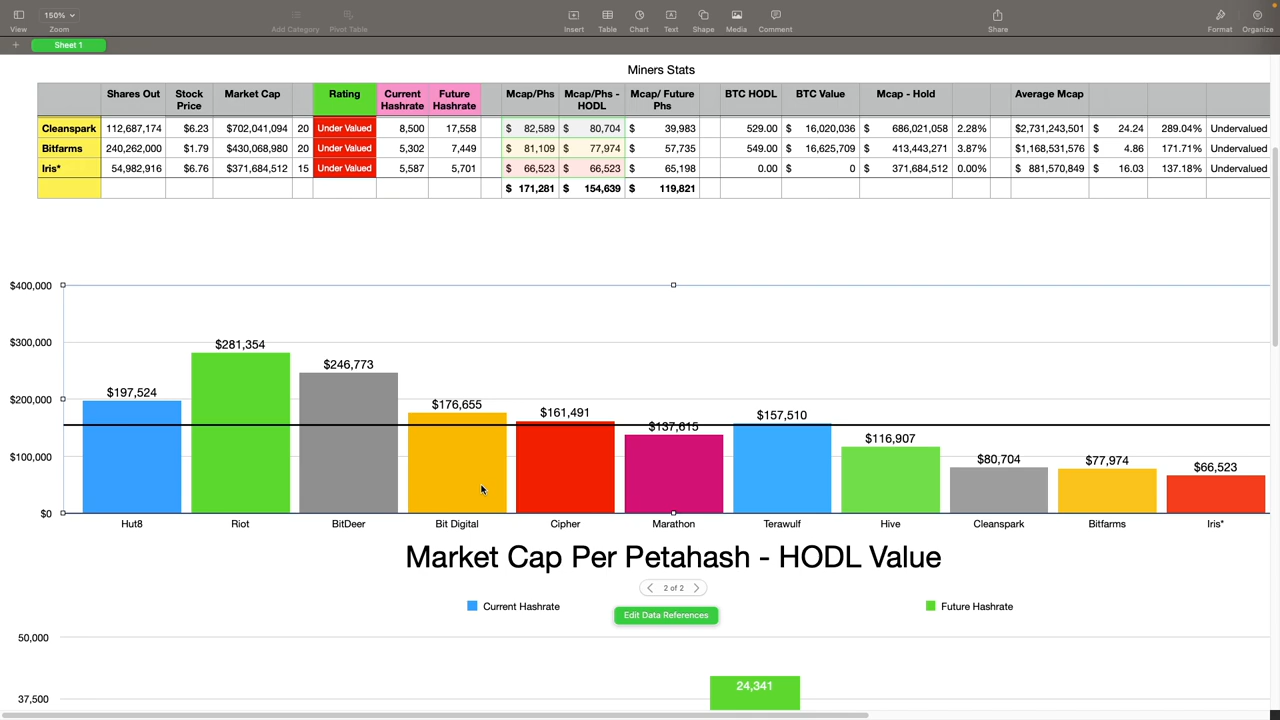 150%
View
Zoom
Add Category
Pivot Table
Insert
Table
Chart
Text
Shape
Media
Comment
Share
Format
Organize
+
Sheet 1
Miners Stats
Shares Out Stock Price Market Cap Rating Current Hashrate Future Hashrate Mcap/Phs Mcap/Phs - HODL Mcap/ Future Phs BTC HODL BTC Value Mcap - Hold Average Mcap
Cleanspark 112,687,174 $6.23 $702,041,094 20 Under Valued 8,500 17,558 $ 82,589 $ 80,704 $ 39,983 529.00 $ 16,020,036 $ 686,021,058 2.28% $2,731,243,501 $ 24.24 289.04% Undervalued
Bitfarms 240,262,000 $1.79 $430,068,980 20 Under Valued 5,302 7,449 $ 81,109 $ 77,974 $ 57,735 549.00 $ 16,625,709 $ 413,443,271 3.87% $1,168,531,576 $ 4.86 171.71% Undervalued
Iris* 54,982,916 $6.76 $371,684,512 15 Under Valued 5,587 5,701 $ 66,523 $ 66,523 $ 65,198 0.00 $ 0 $ 371,684,512 0.00% $ 881,570,849 $ 16.03 137.18% Undervalued
$ 171,281 $ 154,639 119,821
$400,000
$300,000
$200,000
$100,000
$0
$197,524
$281,354
$246,773
$176,655
$161,491
$137,615
$157,510
$116,907
$80,704
$77,974
$66,523
Hut8 Riot BitDeer Bit Digital Cipher Marathon Terawulf Hive Cleanspark Bitfarms Iris*
Market Cap Per Petahash - HODL Value
2 of 2
Current Hashrate
Future Hashrate
Edit Data References
50,000
37,500
24,341